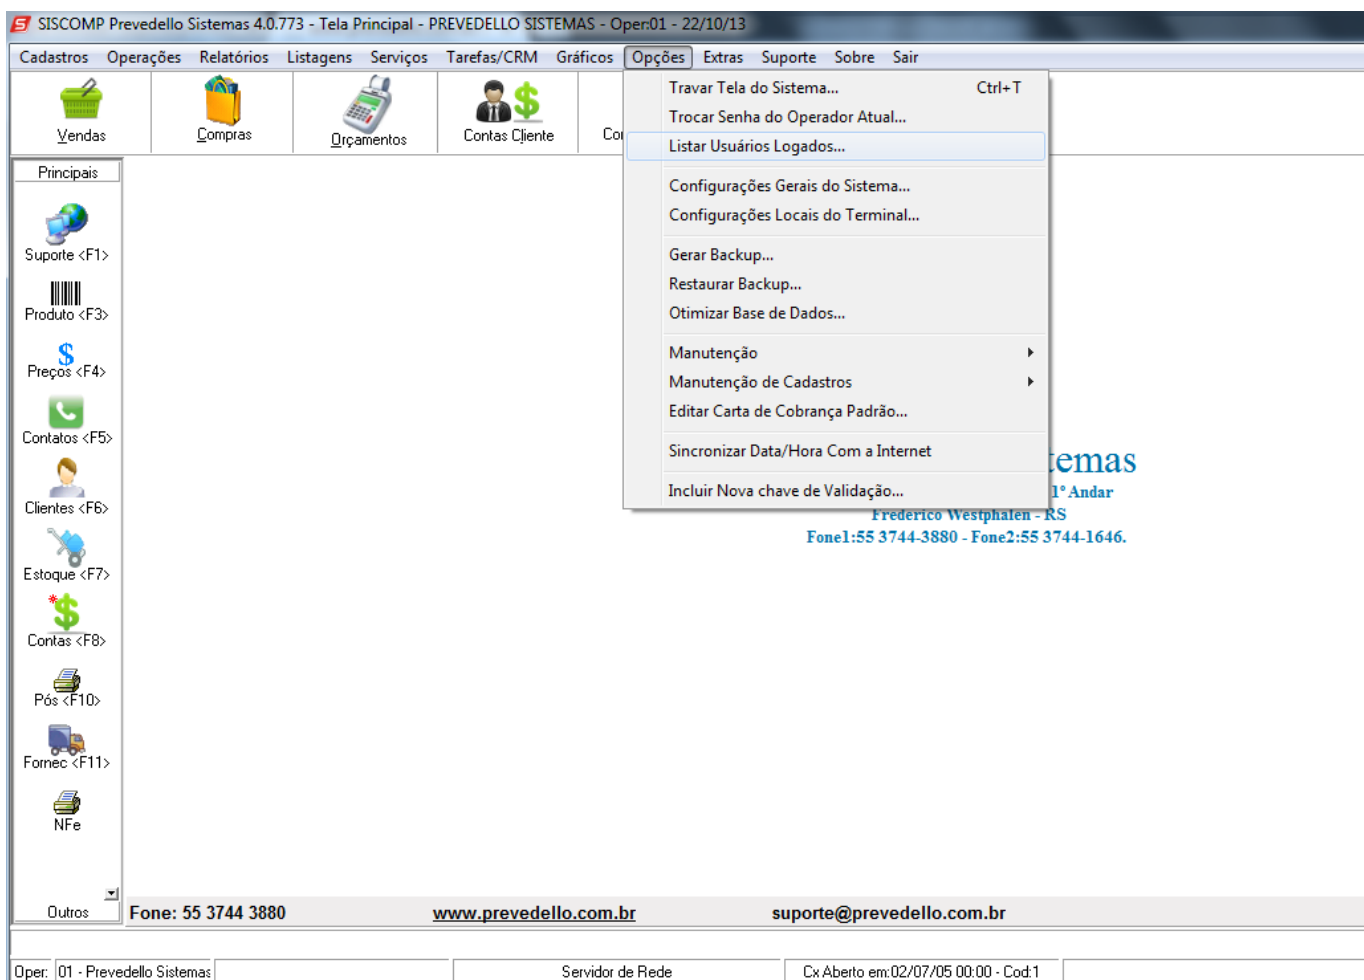 SISCOMP Prevedello Sistemas 4.0.773 - Tela Principal - PREVEDELLO SISTEMAS - Oper:01 - 22/10/13
Cadastros Operações Relatórios Listagens Serviços Tarefas/CRM Gráficos Opções Extras Suporte Sobre Sair
Vendas Compras Orçamentos Contas Cliente
Travar Tela do Sistema... Ctrl+T
Trocar Senha do Operador Atual...
Listar Usuários Logados...
Configurações Gerais do Sistema...
Configurações Locais do Terminal...
Gerar Backup...
Restaurar Backup...
Otimizar Base de Dados...
Manutenção
Manutenção de Cadastros
Editar Carta de Cobrança Padrão...
Sincronizar Data/Hora Com a Internet
Incluir Nova chave de Validação...
Principais
Suporte <F1>
Produto <F3>
Preços <F4>
Contatos <F5>
Clientes <F6>
Estoque <F7>
Contas <F8>
Pós <F10>
Fornec <F11>
NFe
Outros
temas
1º Andar
Frederico Westphalen - RS
Fone1:55 3744-3880 - Fone2:55 3744-1646.
Fone: 55 3744 3880 www.prevedello.com.br suporte@prevedello.com.br
Oper: 01 - Prevedello Sistemas Servidor de Rede Cx Aberto em:02/07/05 00:00 - Cod:1